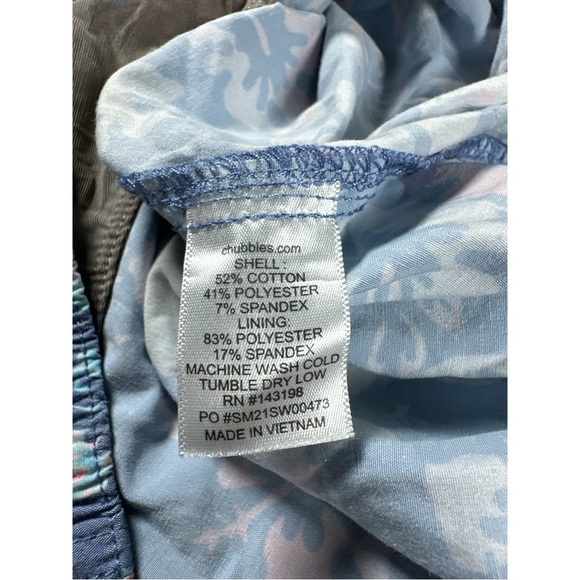 chubbies.com
SHELL:
52% COTTON
41% POLYESTER
7% SPANDEX
LINING:
83% POLYESTER
17% SPANDEX
MACHINE WASH COLD
TUMBLE DRY LOW
RN #143198
PO #SM21SW00473
MADE IN VIETNAM